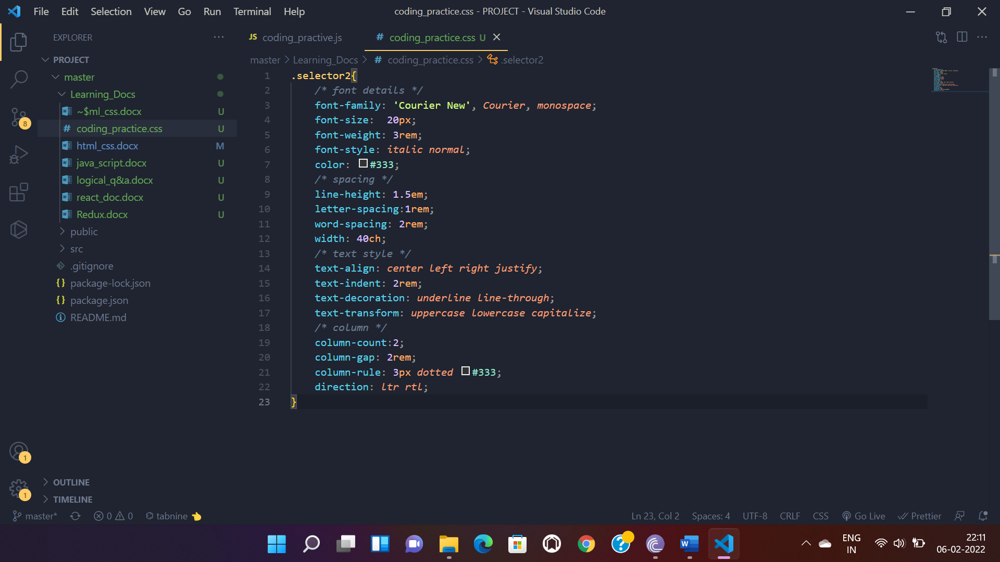 File Edit Selection View Go Run Terminal Help
coding_practice.css - PROJECT - Visual Studio Code
EXPLORER
PROJECT
master
Learning_Docs
~$ml_css.docx U
coding_practice.css U
html_css.docx M
java_script.docx U
logical_q&a.docx U
react_doc.docx U
Redux.docx U
public
src
.gitignore
package-lock.json
package.json
README.md
OUTLINE
TIMELINE
8
1
1
JS coding_practive.js
# coding_practice.css U
master > Learning_Docs > # coding_practice.css > .selector2
1 .selector2{
2 /* font details */
3 font-family: 'Courier New', Courier, monospace;
4 font-size:  20px;
5 font-weight: 3rem;
6 font-style: italic normal;
7 color: #333;
8 /* spacing */
9 line-height: 1.5em;
10 letter-spacing:1rem;
11 word-spacing: 2rem;
12 width: 40ch;
13 /* text style */
14 text-align: center left right justify;
15 text-indent: 2rem;
16 text-decoration: underline line-through;
17 text-transform: uppercase lowercase capitalize;
18 /* column */
19 column-count:2;
20 column-gap: 2rem;
21 column-rule: 3px dotted #333;
22 direction: ltr rtl;
23 }
master* 0 0 tabnine
Ln 23, Col 2 Spaces: 4 UTF-8 CRLF CSS Go Live Prettier
ENG
IN
22:11
06-02-2022